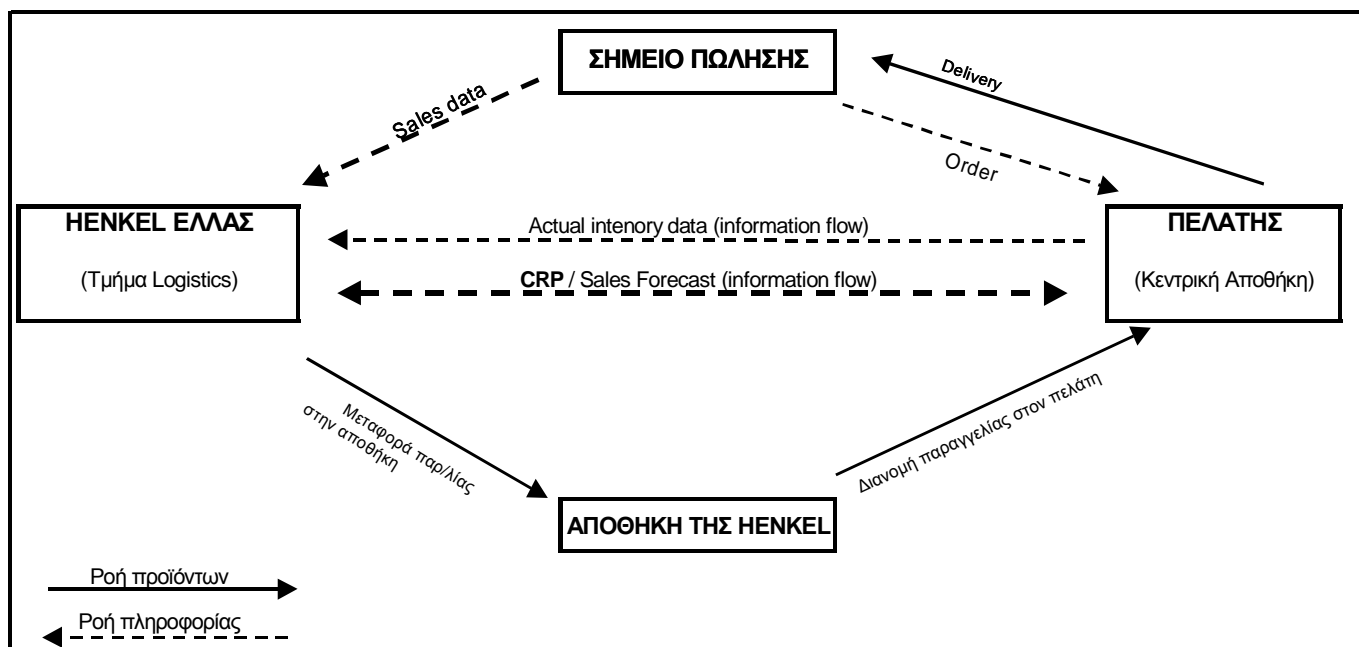 ΣΗΜΕΙΟ ΠΩΛΗΣΗΣ
Delivery
Sales data
Order
HENKEL ΕΛΛΑΣ
(Τμήμα Logistics)
Actual intenory data (information flow)
CRP / Sales Forecast (information flow)
ΠΕΛΑΤΗΣ
(Κεντρική Αποθήκη)
Μεταφορά παρ/λίας
στην αποθήκη
Διανομή παραγγελίας στον πελάτη
ΑΠΟΘΗΚΗ ΤΗΣ HENKEL
Ροή προϊόντων
Ροή πληροφορίας